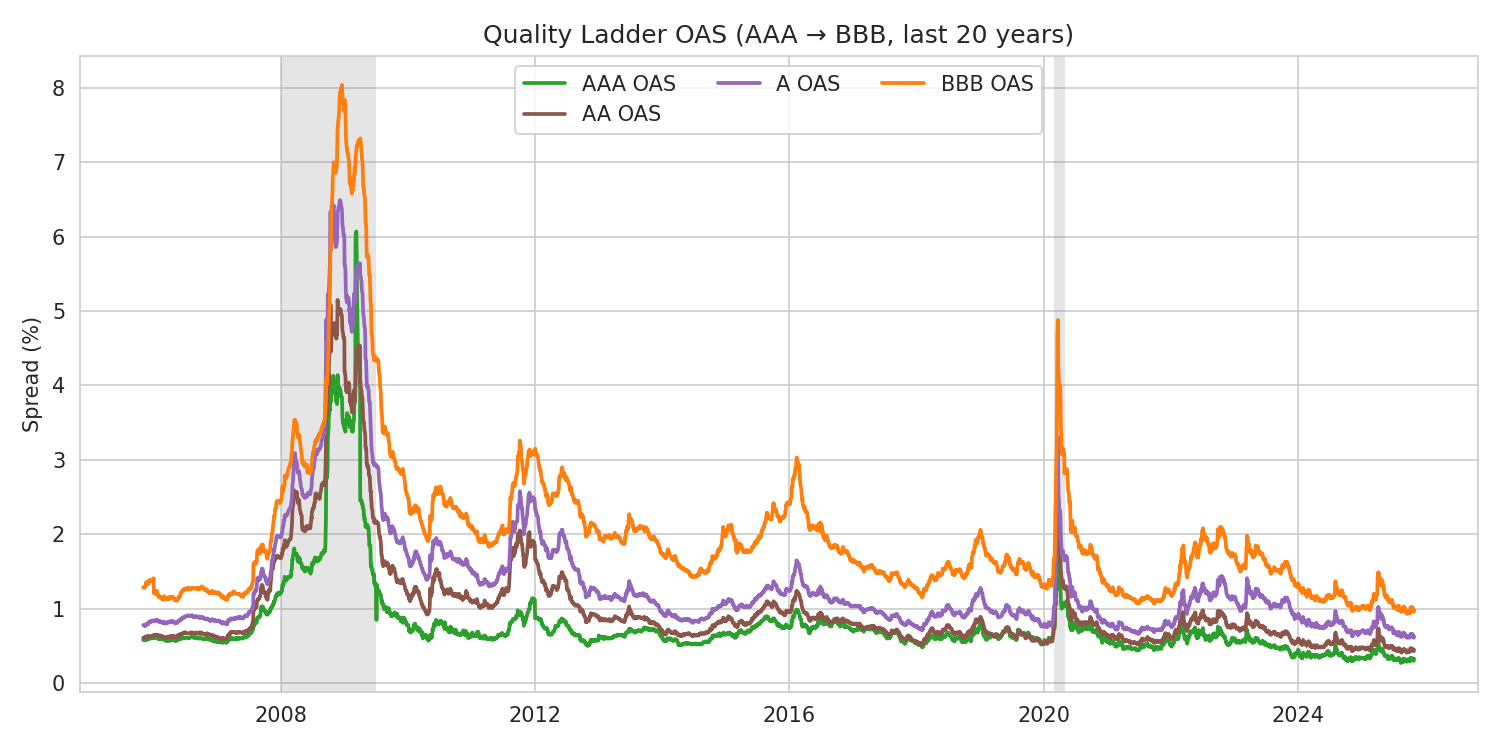 Quality Ladder OAS (AAA → BBB, last 20 years)
AAA OAS
AA OAS
A OAS
BBB OAS
Spread (%)
8
7
6
5
4
3
2
1
0
2008 2012 2016 2020 2024